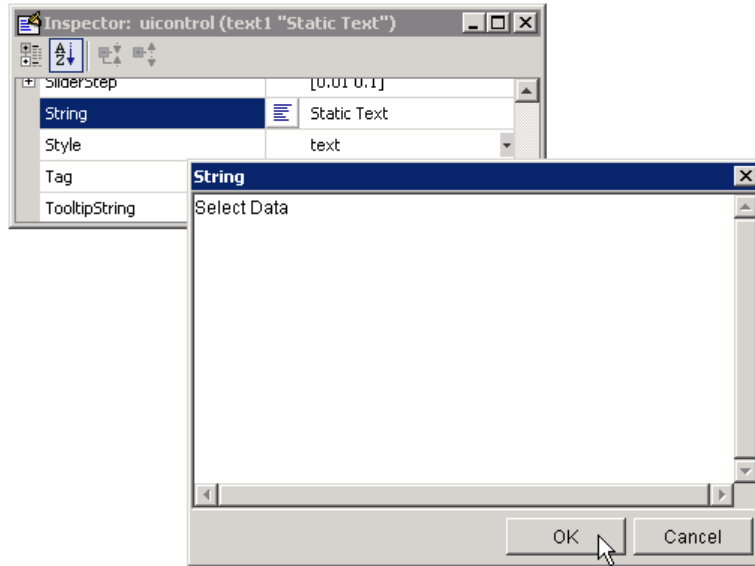 Inspector: uicontrol (text1 "Static Text")
SliderStep [0.01 0.1]
String Static Text
Style text
Tag
TooltipString
String
Select Data
OK Cancel